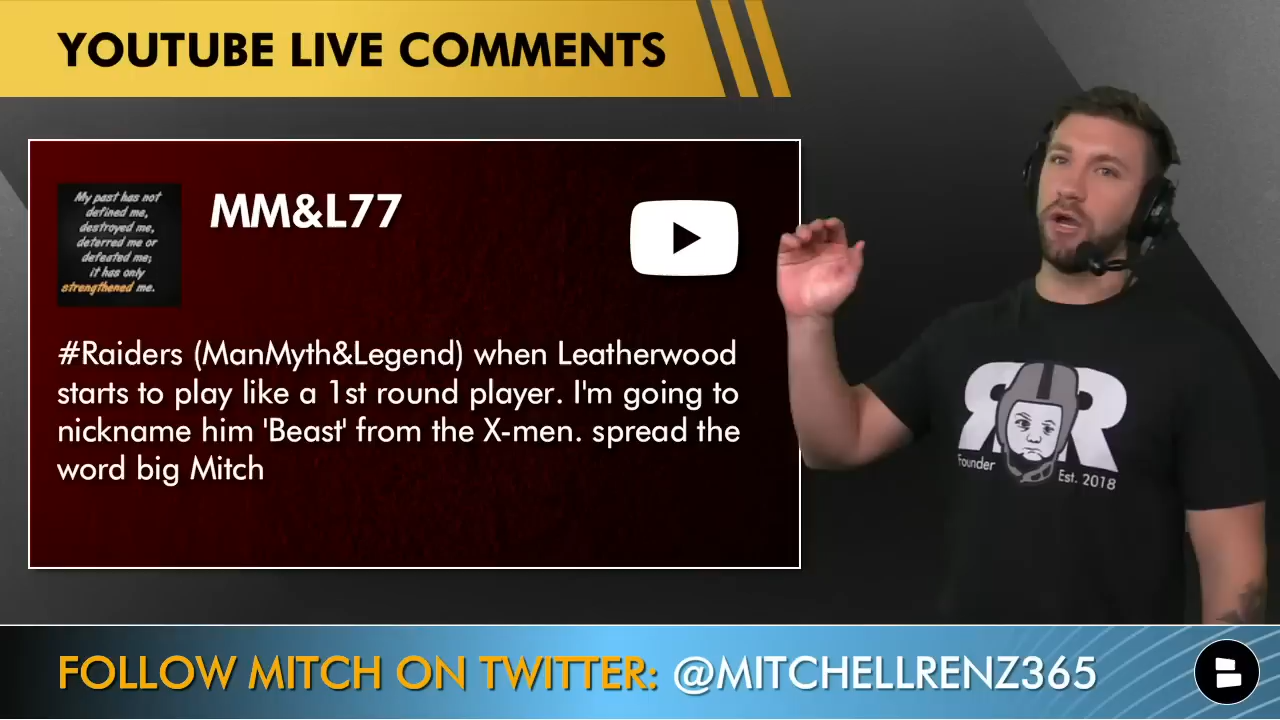 YOUTUBE LIVE COMMENTS
My past has not
defined me,
destroyed me,
deterred me or
defeated me;
it has only
strengthened me.
MM&L77
#Raiders (ManMyth&Legend) when Leatherwood
starts to play like a 1st round player. I'm going to
nickname him 'Beast' from the X-men. spread the
word big Mitch
RR
Founder
Est. 2018
FOLLOW MITCH ON TWITTER: @MITCHELLRENZ365